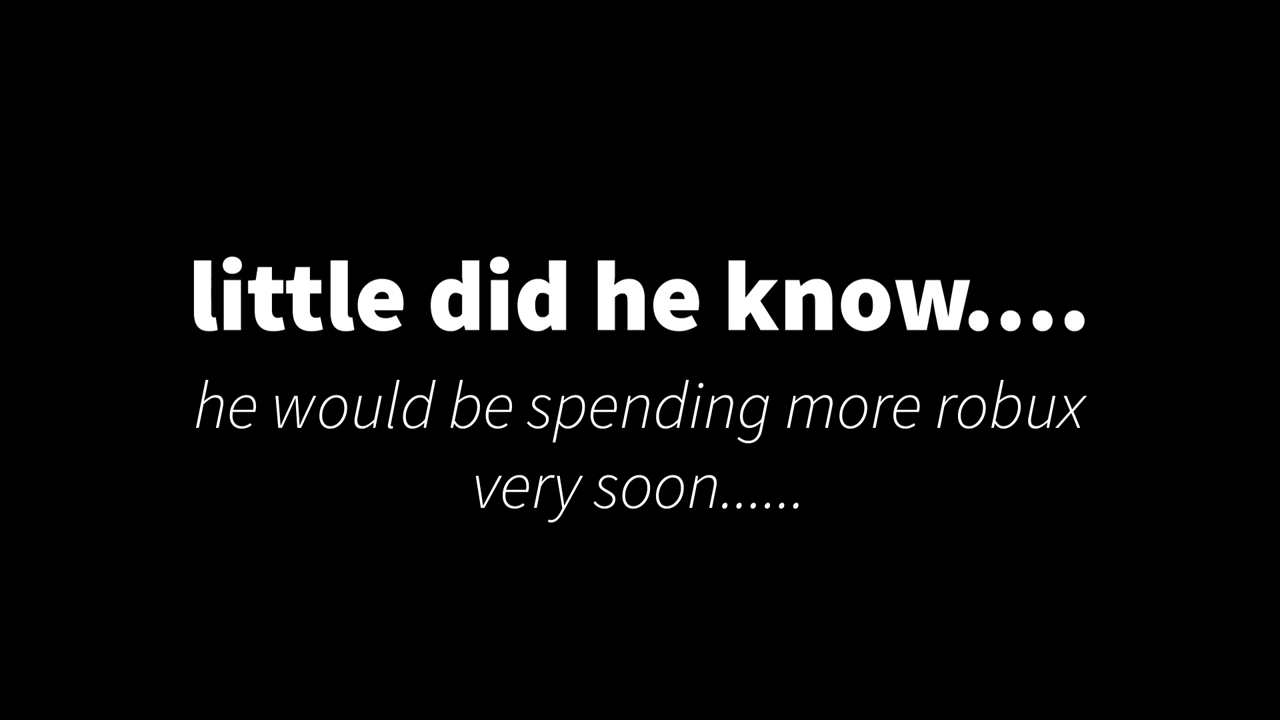 little did he know....
he would be spending more robux
very soon......